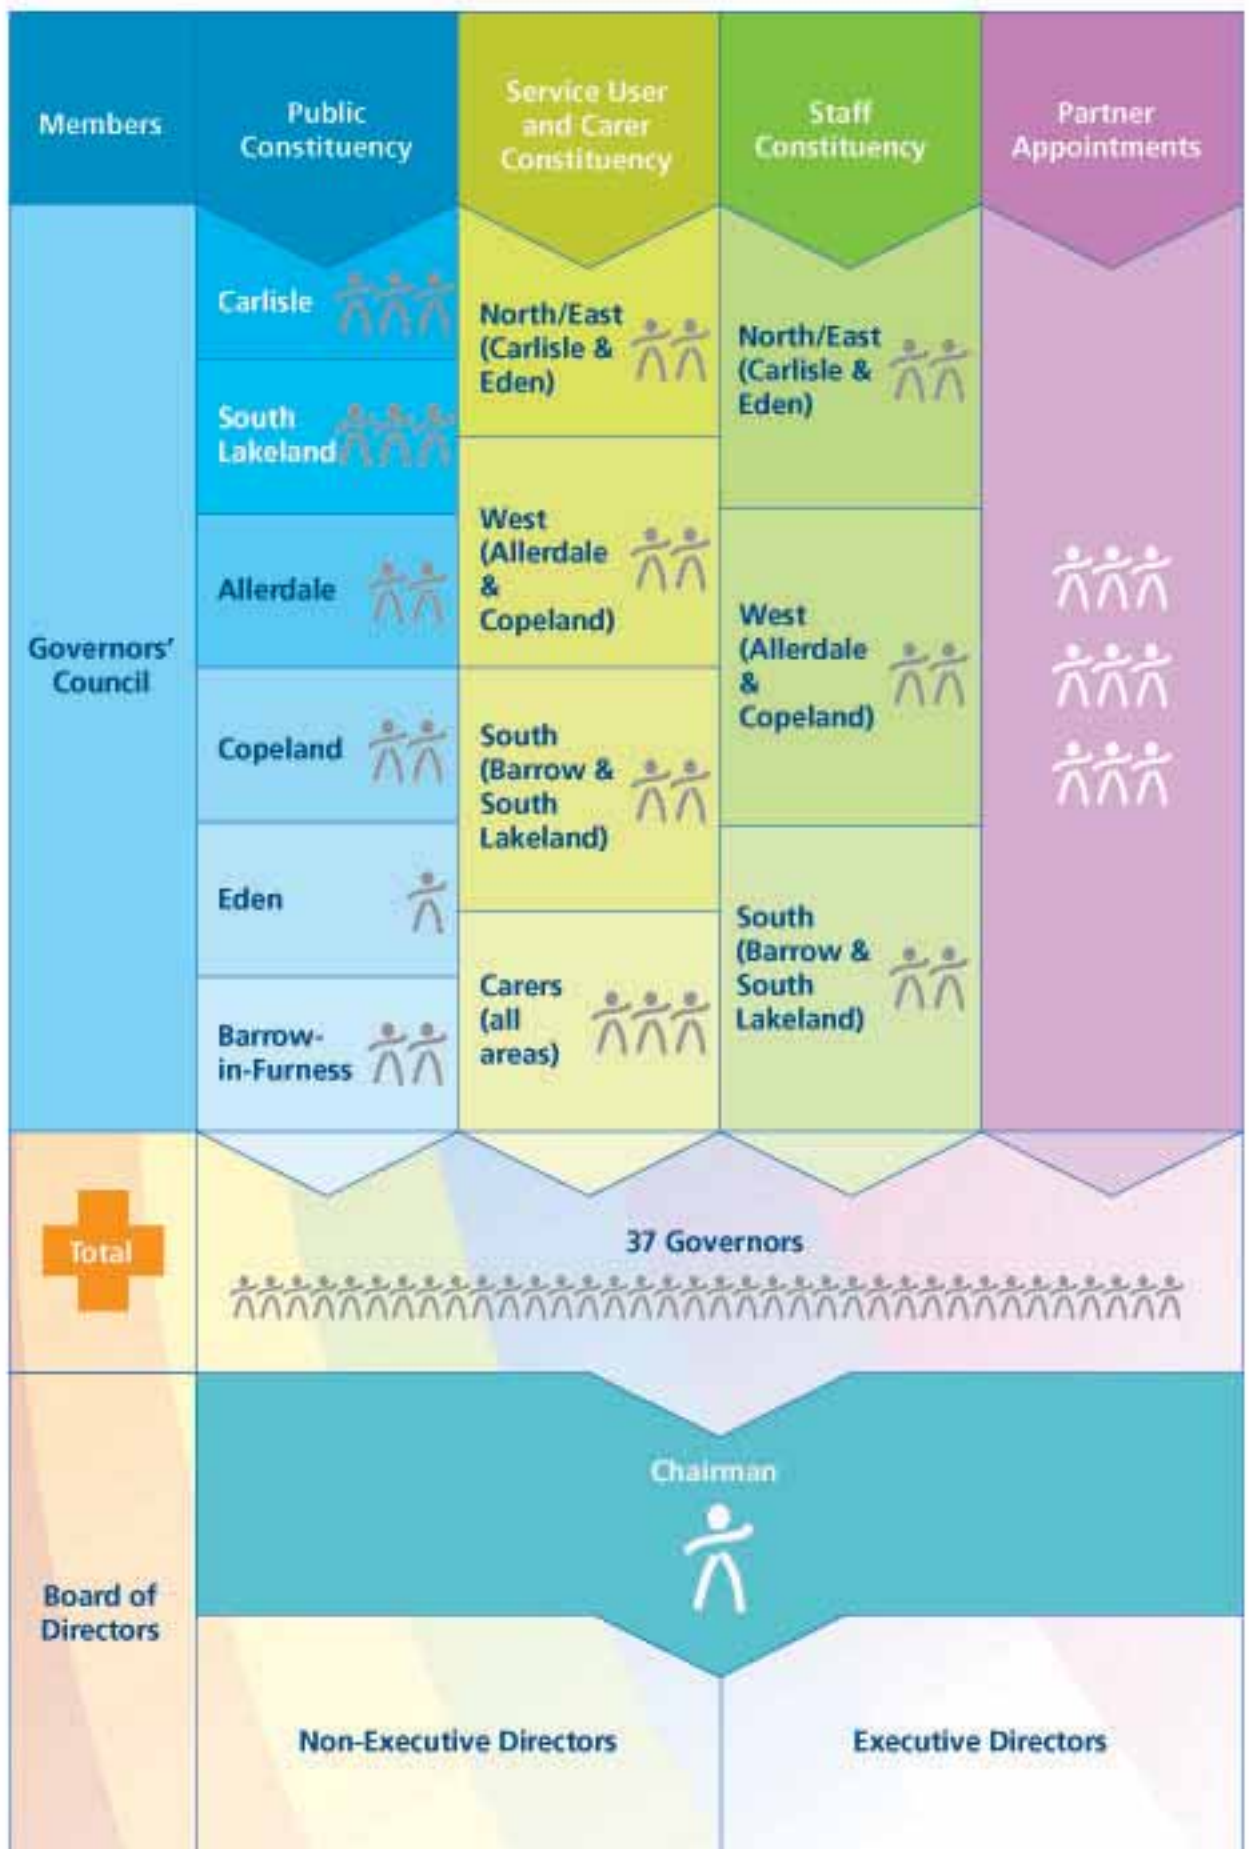 Members
Public
Constituency
Service User
and Carer
Constituency
Staff
Constituency
Partner
Appointments
Governors'
Council
Carlisle
South
Lakeland
Allerdale
Copeland
Eden
Barrow-
in-Furness
North/East
(Carlisle &
Eden)
West
(Allerdale
&
Copeland)
South
(Barrow &
South
Lakeland)
Carers
(all
areas)
North/East
(Carlisle &
Eden)
West
(Allerdale
&
Copeland)
South
(Barrow &
South
Lakeland)
Total
37 Governors
Board of
Directors
Chairman
Non-Executive Directors
Executive Directors